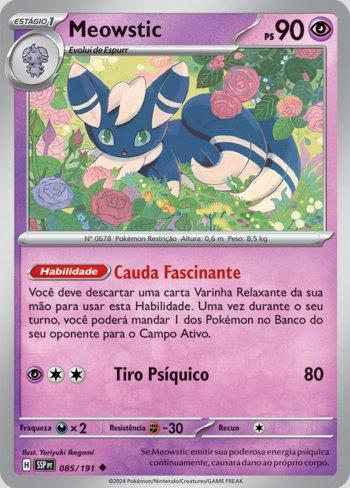 ESTÁGIO 1
Meowstic
PS 90
Evolui de Espurr
Nº 0678 Pokémon Restrição Altura: 0,6 m Peso: 8,5 kg
Habilidade Cauda Fascinante
Você deve descartar uma carta Varinha Relaxante da sua
mão para usar esta Habilidade. Uma vez durante o seu
turno, você poderá mandar 1 dos Pokémon no Banco do
seu oponente para o Campo Ativo.
Tiro Psíquico 80
Fraqueza ×2 Resistência -30 Recuo
Ilust. Yoriyuki Ikegami
H SSP PT 085/191
Se Meowstic emitir sua poderosa energia psíquica
continuamente, causará dano ao próprio corpo.
©2024 Pokémon/Nintendo/Creatures/GAME FREAK